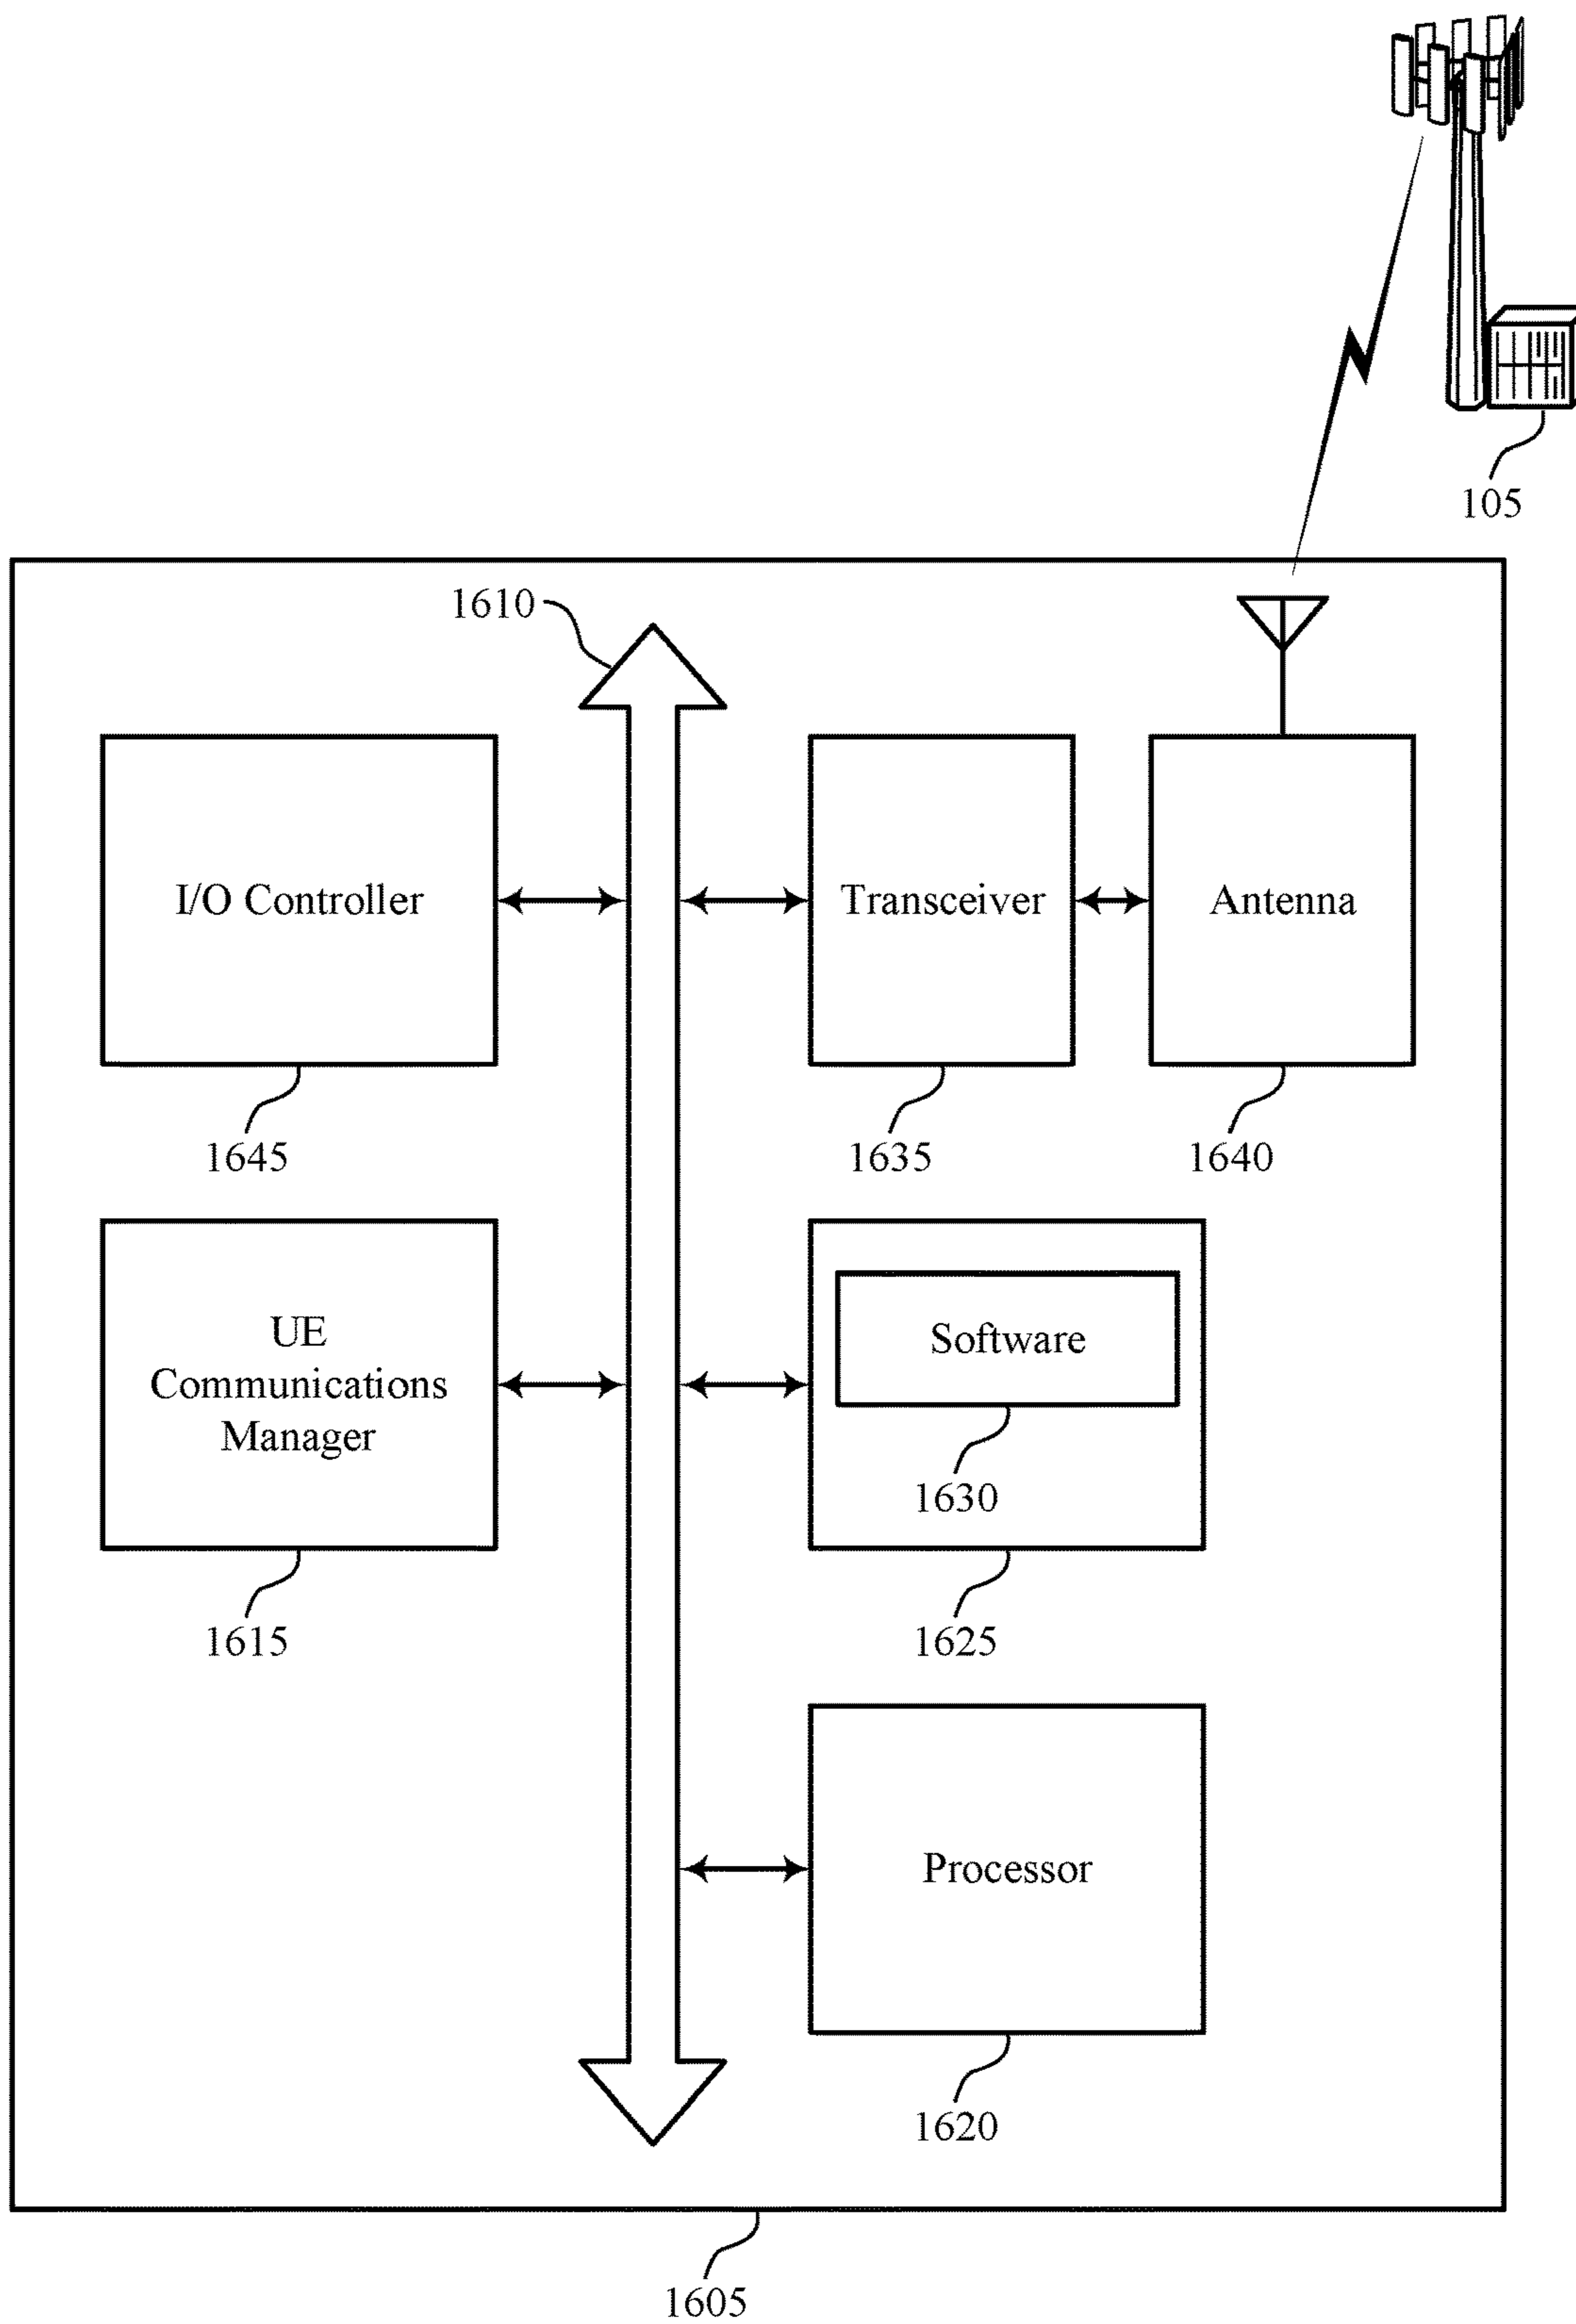 105
1610
I/O Controller
Transceiver
Antenna
1645
1635
1640
UE
Communications
Manager
Software
1630
1615
1625
Processor
1620
1605